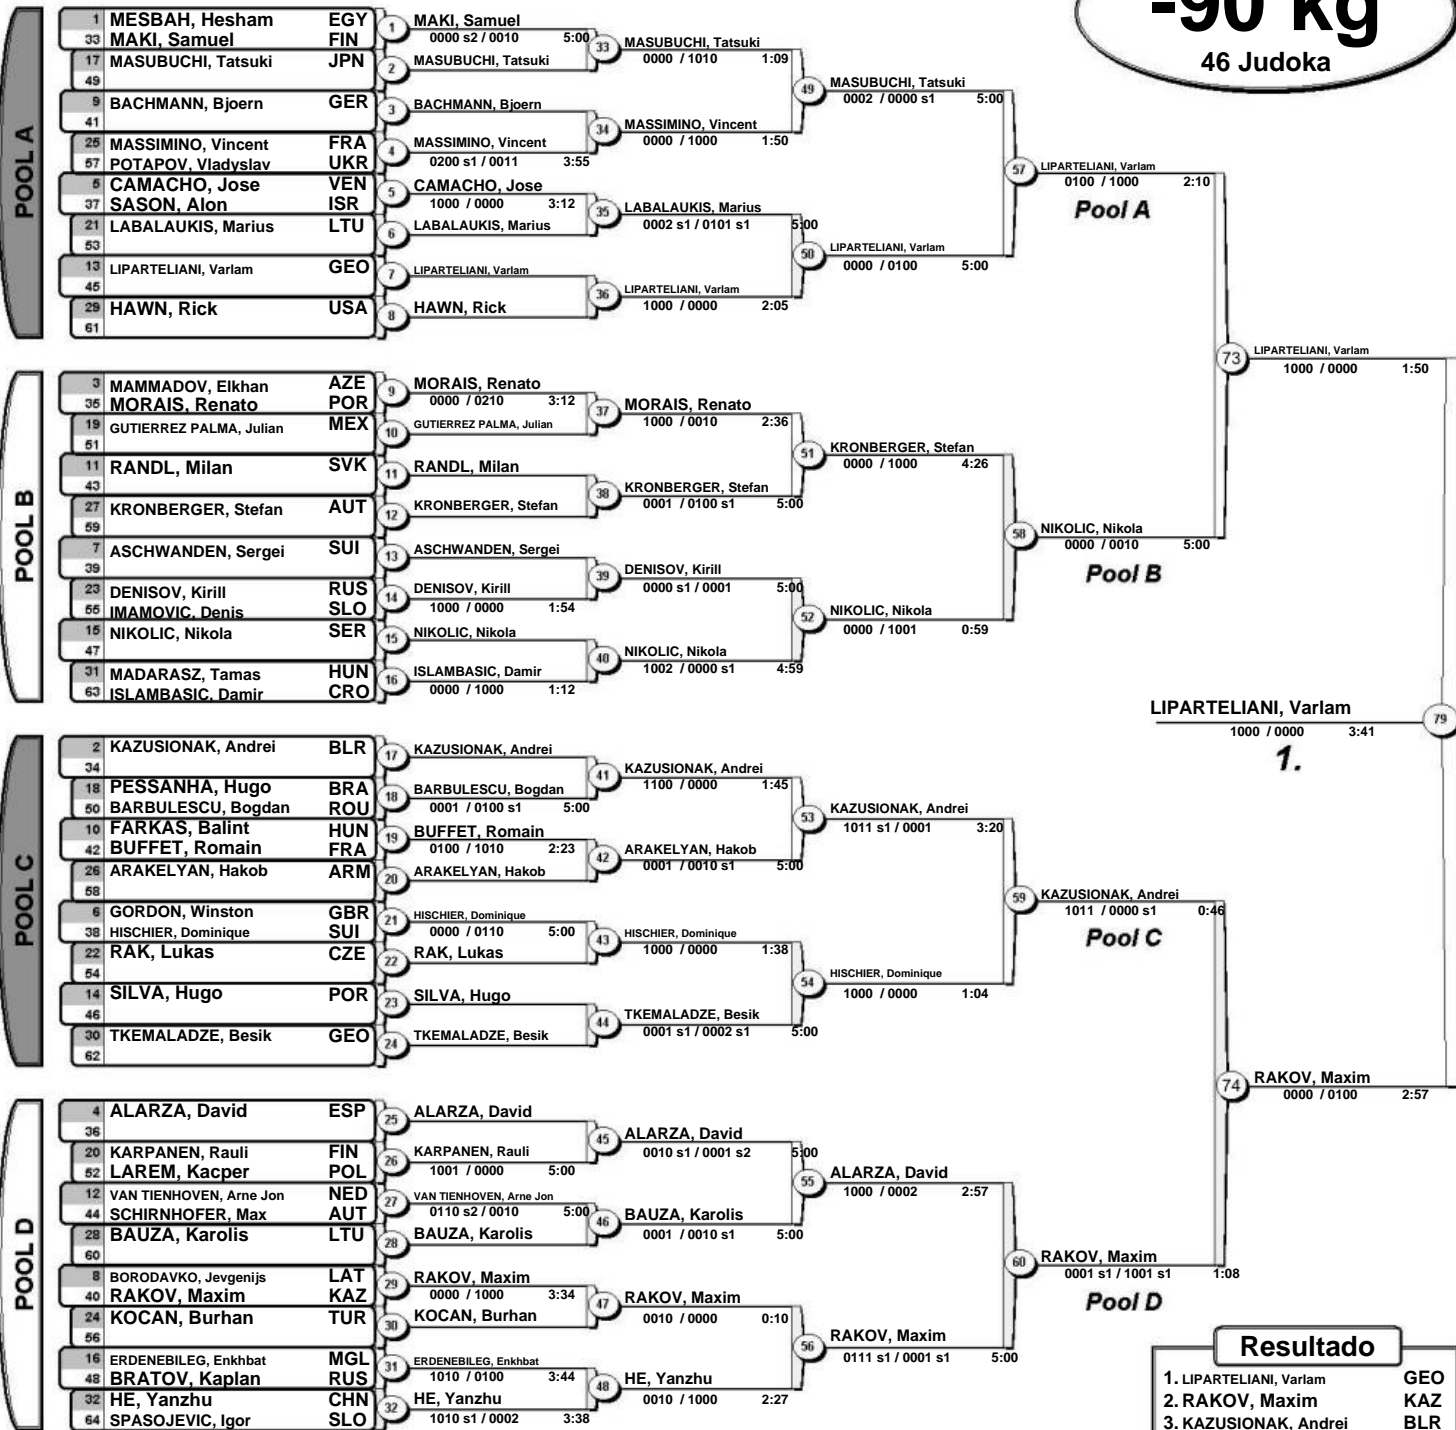 -90 kg
46 Judoka
POOL A
1 MESBAH, Hesham EGY
33 MAKI, Samuel FIN
17 MASUBUCHI, Tatsuki JPN
49
9 BACHMANN, Bjoern GER
41
25 MASSIMINO, Vincent FRA
57 POTAPOV, Vladyslav UKR
5 CAMACHO, Jose VEN
37 SASON, Alon ISR
21 LABALAUKIS, Marius LTU
53
13 LIPARTELIANI, Varlam GEO
45
29 HAWN, Rick USA
61
1 MAKI, Samuel
0000 s2 / 0010 5:00
2 MASUBUCHI, Tatsuki
3 BACHMANN, Bjoern
4 MASSIMINO, Vincent
0200 s1 / 0011 3:55
5 CAMACHO, Jose
1000 / 0000 3:12
6 LABALAUKIS, Marius
7 LIPARTELIANI, Varlam
8 HAWN, Rick
33 MASUBUCHI, Tatsuki
0000 / 1010 1:09
34 MASSIMINO, Vincent
0000 / 1000 1:50
35 LABALAUKIS, Marius
0002 s1 / 0101 s1 5:00
36 LIPARTELIANI, Varlam
1000 / 0000 2:05
49 MASUBUCHI, Tatsuki
0002 / 0000 s1 5:00
50 LIPARTELIANI, Varlam
0000 / 0100 5:00
57 LIPARTELIANI, Varlam
0100 / 1000 2:10
Pool A
POOL B
3 MAMMADOV, Elkhan AZE
35 MORAIS, Renato POR
19 GUTIERREZ PALMA, Julian MEX
51
11 RANDL, Milan SVK
43
27 KRONBERGER, Stefan AUT
59
7 ASCHWANDEN, Sergei SUI
39
23 DENISOV, Kirill RUS
55 IMAMOVIC, Denis SLO
15 NIKOLIC, Nikola SER
47
31 MADARASZ, Tamas HUN
63 ISLAMBASIC, Damir CRO
9 MORAIS, Renato
0000 / 0210 3:12
10 GUTIERREZ PALMA, Julian
11 RANDL, Milan
12 KRONBERGER, Stefan
13 ASCHWANDEN, Sergei
14 DENISOV, Kirill
1000 / 0000 1:54
15 NIKOLIC, Nikola
16 ISLAMBASIC, Damir
0000 / 1000 1:12
37 MORAIS, Renato
1000 / 0010 2:36
38 KRONBERGER, Stefan
0001 / 0100 s1 5:00
39 DENISOV, Kirill
0000 s1 / 0001 5:00
40 NIKOLIC, Nikola
1002 / 0000 s1 4:59
51 KRONBERGER, Stefan
0000 / 1000 4:26
52 NIKOLIC, Nikola
0000 / 1001 0:59
58 NIKOLIC, Nikola
0000 / 0010 5:00
Pool B
73 LIPARTELIANI, Varlam
1000 / 0000 1:50
LIPARTELIANI, Varlam 79
1000 / 0000 3:41
1.
POOL C
2 KAZUSIONAK, Andrei BLR
34
18 PESSANHA, Hugo BRA
50 BARBULESCU, Bogdan ROU
10 FARKAS, Balint HUN
42 BUFFET, Romain FRA
26 ARAKELYAN, Hakob ARM
58
6 GORDON, Winston GBR
38 HISCHIER, Dominique SUI
22 RAK, Lukas CZE
54
14 SILVA, Hugo POR
46
30 TKEMALADZE, Besik GEO
62
17 KAZUSIONAK, Andrei
18 BARBULESCU, Bogdan
0001 / 0100 s1 5:00
19 BUFFET, Romain
0100 / 1010 2:23
20 ARAKELYAN, Hakob
21 HISCHIER, Dominique
0000 / 0110 5:00
22 RAK, Lukas
23 SILVA, Hugo
24 TKEMALADZE, Besik
41 KAZUSIONAK, Andrei
1100 / 0000 1:45
42 ARAKELYAN, Hakob
0001 / 0010 s1 5:00
43 HISCHIER, Dominique
1000 / 0000 1:38
44 TKEMALADZE, Besik
0001 s1 / 0002 s1 5:00
53 KAZUSIONAK, Andrei
1011 s1 / 0001 3:20
54 HISCHIER, Dominique
1000 / 0000 1:04
59 KAZUSIONAK, Andrei
1011 / 0000 s1 0:46
Pool C
74 RAKOV, Maxim
0000 / 0100 2:57
POOL D
4 ALARZA, David ESP
36
20 KARPANEN, Rauli FIN
52 LAREM, Kacper POL
12 VAN TIENHOVEN, Arne Jon NED
44 SCHIRNHOFER, Max AUT
28 BAUZA, Karolis LTU
60
8 BORODAVKO, Jevgenijs LAT
40 RAKOV, Maxim KAZ
24 KOCAN, Burhan TUR
56
16 ERDENEBILEG, Enkhbat MGL
48 BRATOV, Kaplan RUS
32 HE, Yanzhu CHN
64 SPASOJEVIC, Igor SLO
25 ALARZA, David
26 KARPANEN, Rauli
1001 / 0000 5:00
27 VAN TIENHOVEN, Arne Jon
0110 s2 / 0010 5:00
28 BAUZA, Karolis
29 RAKOV, Maxim
0000 / 1000 3:34
30 KOCAN, Burhan
31 ERDENEBILEG, Enkhbat
1010 / 0100 3:44
32 HE, Yanzhu
1010 s1 / 0002 3:38
45 ALARZA, David
0010 s1 / 0001 s2 5:00
46 BAUZA, Karolis
0001 / 0010 s1 5:00
47 RAKOV, Maxim
0010 / 0000 0:10
48 HE, Yanzhu
0010 / 1000 2:27
55 ALARZA, David
1000 / 0002 2:57
56 RAKOV, Maxim
0111 s1 / 0001 s1 5:00
60 RAKOV, Maxim
0001 s1 / 1001 s1 1:08
Pool D
Resultado
1. LIPARTELIANI, Varlam GEO
2. RAKOV, Maxim KAZ
3. KAZUSIONAK, Andrei BLR